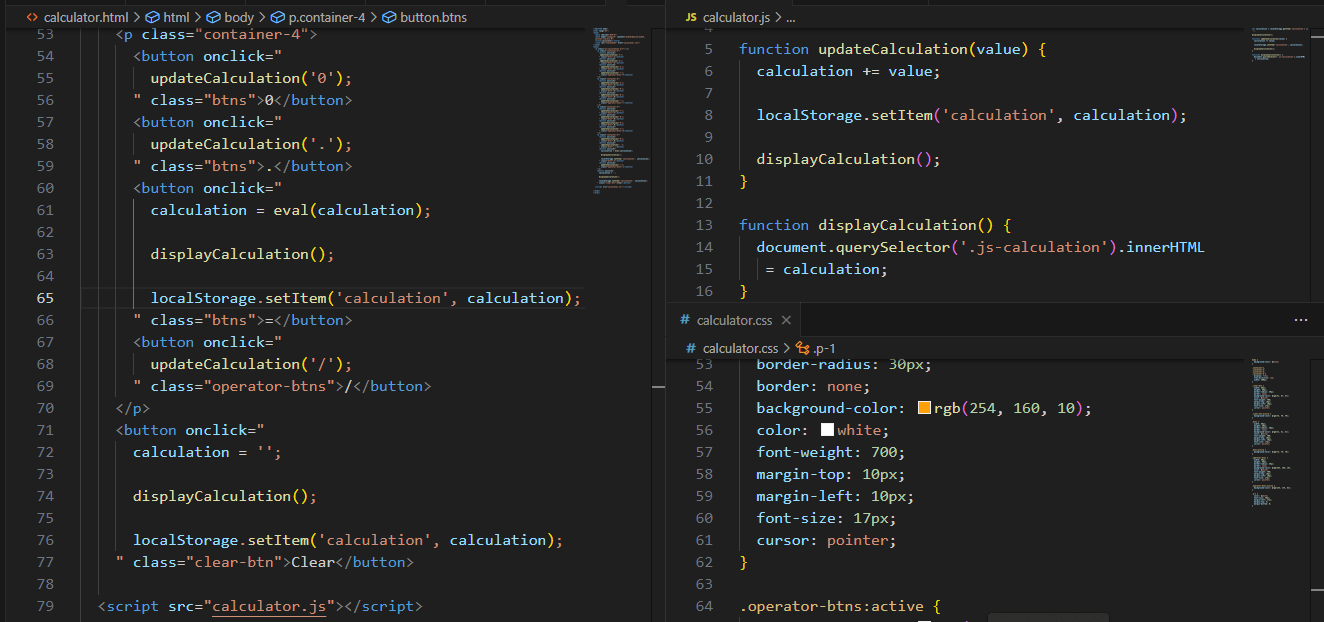 calculator.html > html > body > p.container-4 > button.btns
53 <p class="container-4">
54 <button onclick="
55 updateCalculation('0');
56 " class="btns">0</button>
57 <button onclick="
58 updateCalculation('.');
59 " class="btns">.</button>
60 <button onclick="
61 calculation = eval(calculation);
62
63 displayCalculation();
64
65 localStorage.setItem('calculation', calculation);
66 " class="btns">=</button>
67 <button onclick="
68 updateCalculation('/');
69 " class="operator-btns">/</button>
70 </p>
71 <button onclick="
72 calculation = '';
73
74 displayCalculation();
75
76 localStorage.setItem('calculation', calculation);
77 " class="clear-btn">Clear</button>
78
79 <script src="calculator.js"></script>
JS calculator.js > ...
5 function updateCalculation(value) {
6 calculation += value;
7
8 localStorage.setItem('calculation', calculation);
9
10 displayCalculation();
11 }
12
13 function displayCalculation() {
14 document.querySelector('.js-calculation').innerHTML
15 = calculation;
16 }
# calculator.css ×
# calculator.css > .p-1
53 border-radius: 30px;
54 border: none;
55 background-color: rgb(254, 160, 10);
56 color: white;
57 font-weight: 700;
58 margin-top: 10px;
59 margin-left: 10px;
60 font-size: 17px;
61 cursor: pointer;
62 }
63
64 .operator-btns:active {